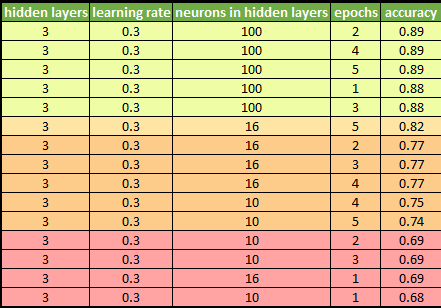 hidden layers learning rate neurons in hidden layers epochs accuracy
3 0.3 100 2 0.89
3 0.3 100 4 0.89
3 0.3 100 5 0.89
3 0.3 100 1 0.88
3 0.3 100 3 0.88
3 0.3 16 5 0.82
3 0.3 16 2 0.77
3 0.3 16 3 0.77
3 0.3 16 4 0.77
3 0.3 10 4 0.75
3 0.3 10 5 0.74
3 0.3 10 2 0.69
3 0.3 10 3 0.69
3 0.3 16 1 0.69
3 0.3 10 1 0.68